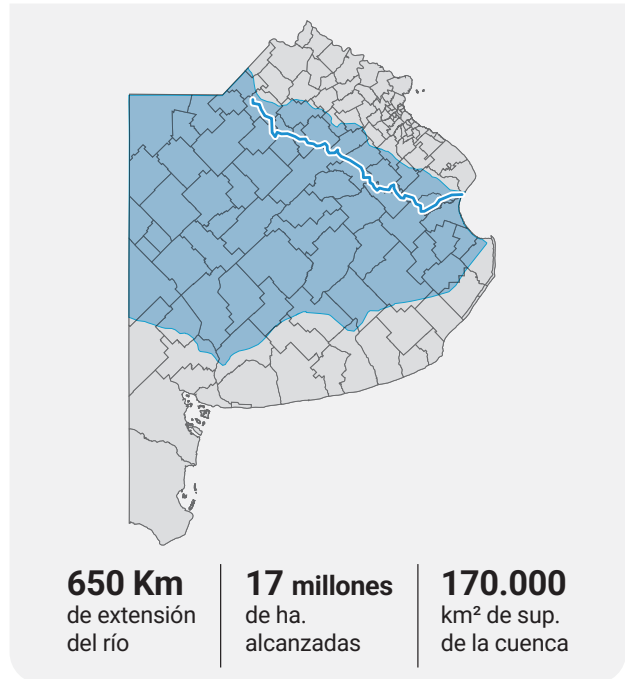 650 Km
de extensión
del río
17 millones
de ha.
alcanzadas
170.000
km² de sup.
de la cuenca